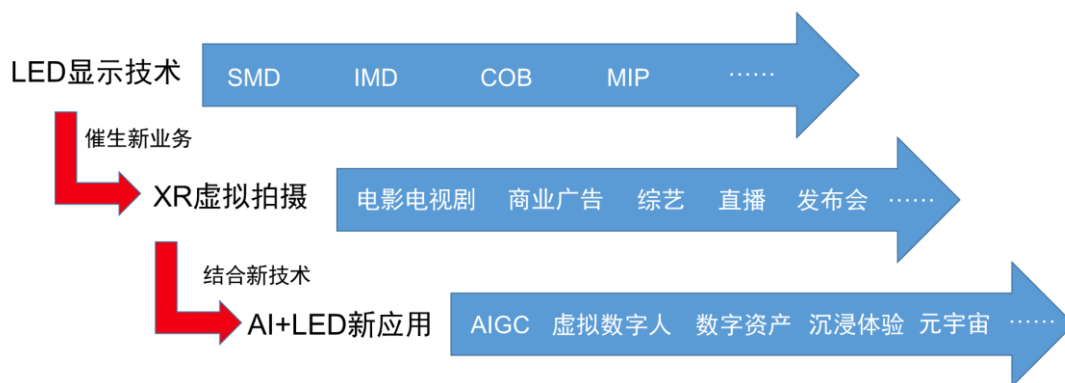 LED显示技术 SMD IMD COB MIP ……
催生新业务
XR虚拟拍摄 电影电视剧 商业广告 综艺 直播 发布会 ……
结合新技术
AI+LED新应用 AIGC 虚拟数字人 数字资产 沉浸体验 元宇宙 ……